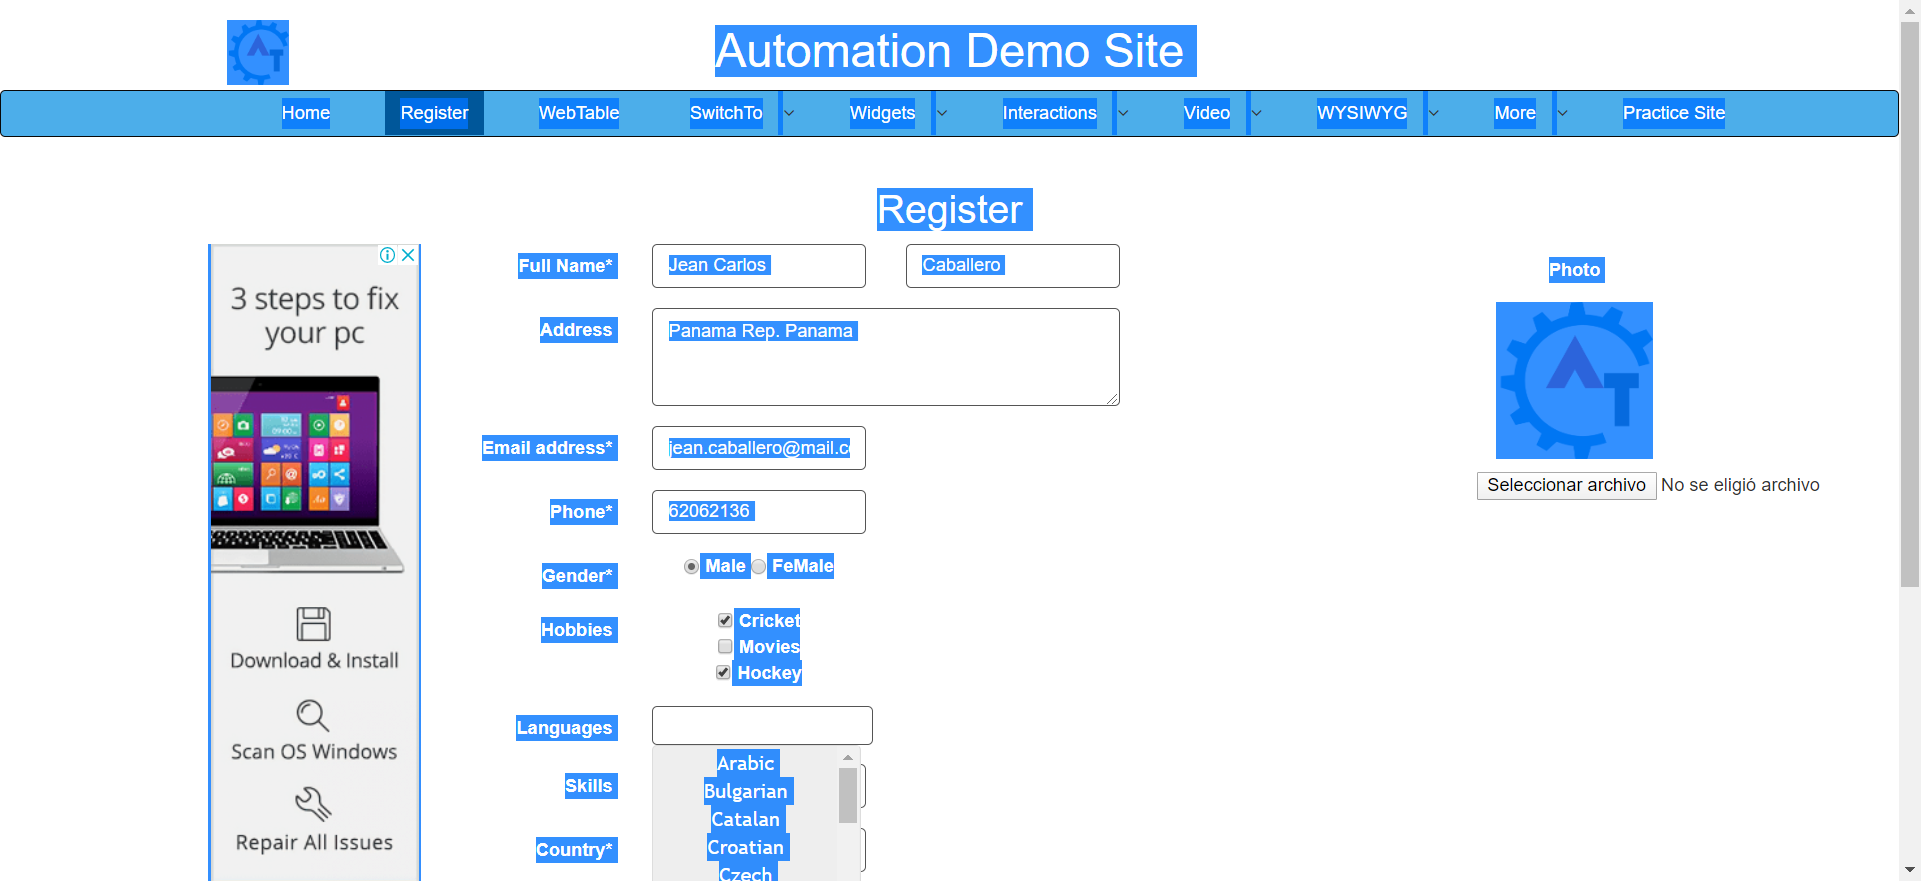 Automation Demo Site
Home Register WebTable SwitchTo Widgets Interactions Video WYSIWYG More Practice Site
Register
3 steps to fix
your pc
Download & Install
Scan OS Windows
Repair All Issues
Full Name* Jean Carlos Caballero
Address Panama Rep. Panama
Email address* jean.caballero@mail.c
Phone* 62062136
Gender* Male FeMale
Hobbies Cricket
Movies
Hockey
Languages
Arabic
Bulgarian
Catalan
Croatian
Czech
Skills
Country*
Photo
AT
Seleccionar archivo No se eligió archivo